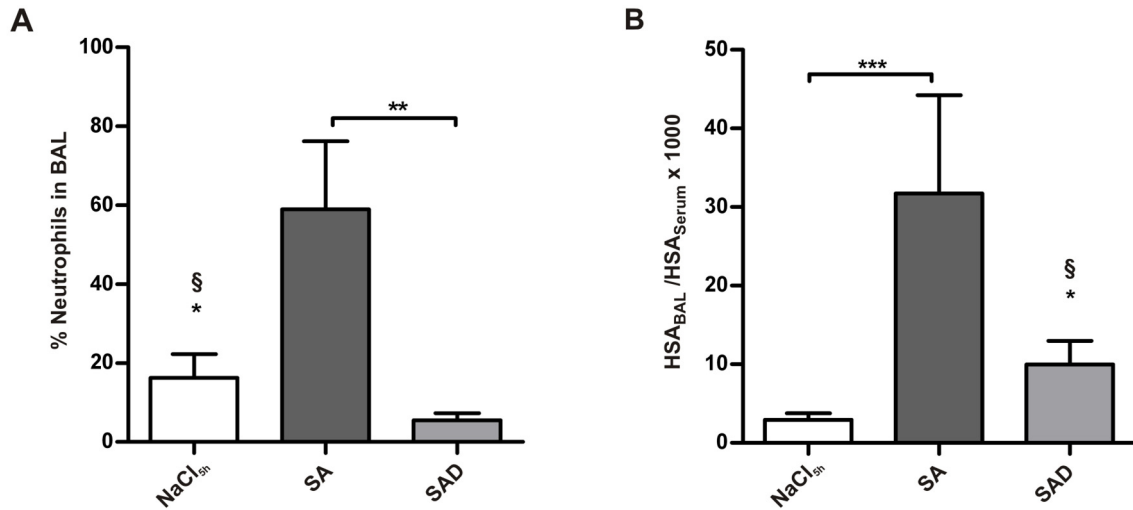 A
% Neutrophils in BAL
100
80
60
40
20
0
**
§
*
NaCl5h
SA
SAD
B
HSABAL /HSASerum x 1000
50
40
30
20
10
0
***
§
*
NaCl5h
SA
SAD